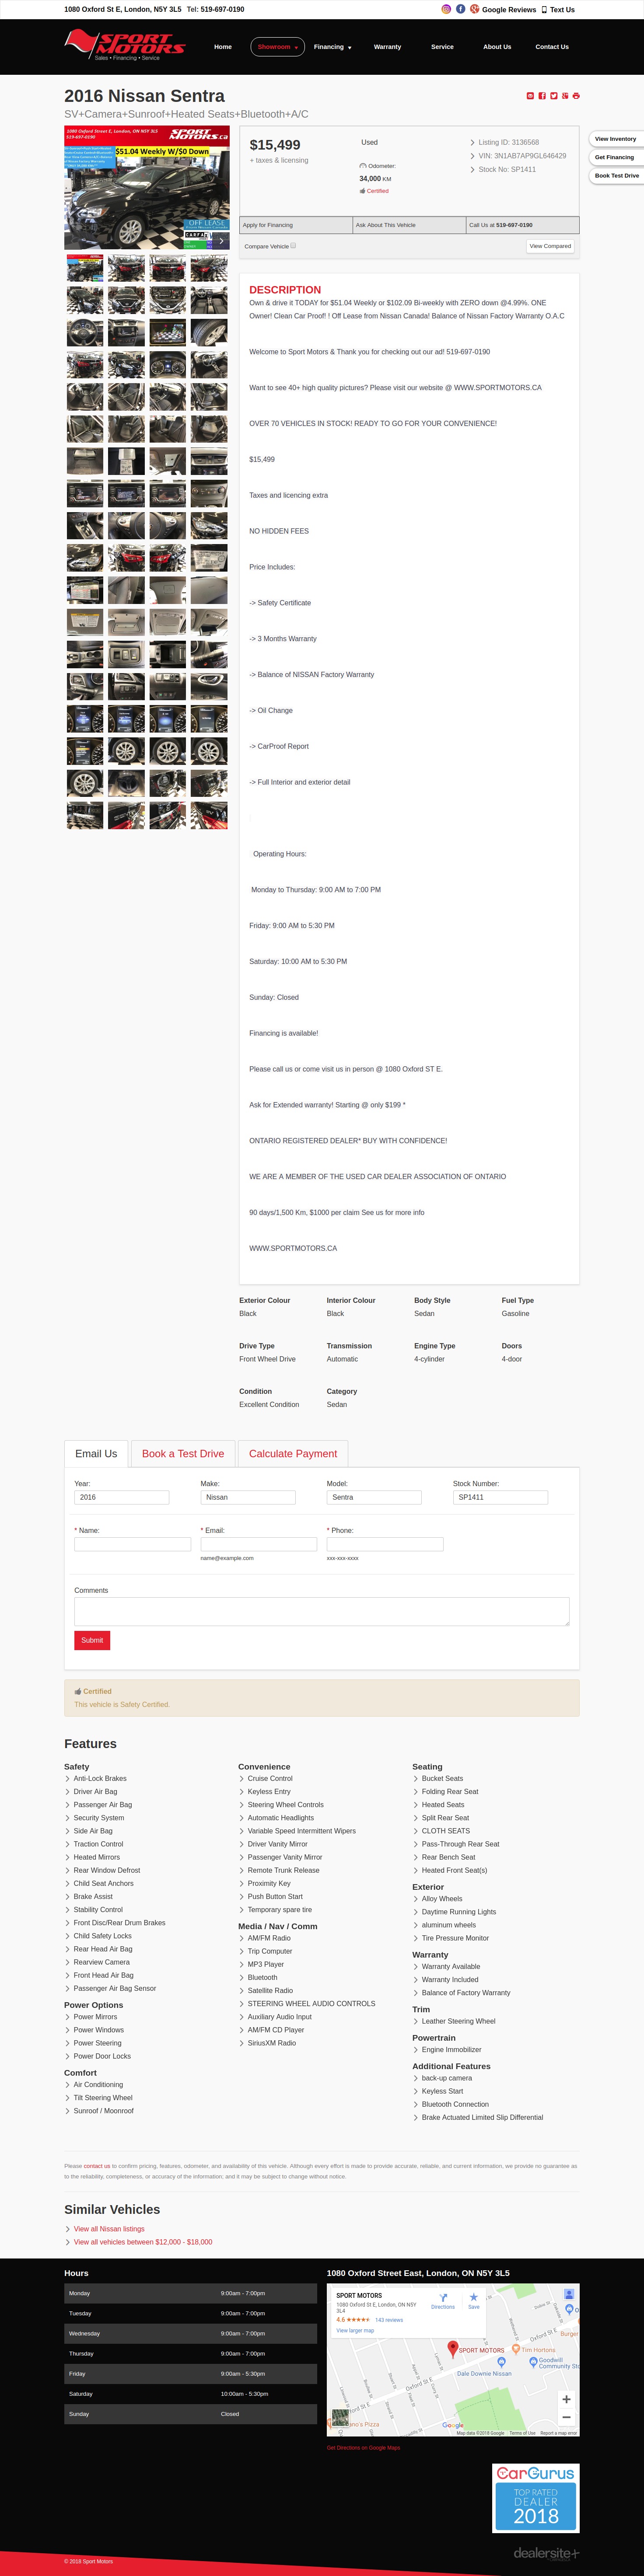 1080 Oxford St E, London, N5Y 3L5 Tel: 519-697-0190
Google Reviews Text Us
SPORT MOTORS
Sales • Financing • Service
Home
Showroom
Financing
Warranty
Service
About Us
Contact Us
2016 Nissan Sentra
SV+Camera+Sunroof+Heated Seats+Bluetooth+A/C
View Inventory
Get Financing
Book Test Drive
1080 Oxford Street E, London, ON N5Y 3L5
519-697-0190
SPORT MOTORS.ca
$51.04 Weekly W/$0 Down
OFF LEASE
$15,499
+ taxes & licensing
Used
Odometer:
34,000 KM
Certified
Listing ID: 3136568
VIN: 3N1AB7AP9GL646429
Stock No: SP1411
Apply for Financing
Ask About This Vehicle
Call Us at 519-697-0190
Compare Vehicle
View Compared
DESCRIPTION
Own & drive it TODAY for $51.04 Weekly or $102.09 Bi-weekly with ZERO down @4.99%. ONE
Owner! Clean Car Proof! ! Off Lease from Nissan Canada! Balance of Nissan Factory Warranty O.A.C
Welcome to Sport Motors & Thank you for checking out our ad! 519-697-0190
Want to see 40+ high quality pictures? Please visit our website @ WWW.SPORTMOTORS.CA
OVER 70 VEHICLES IN STOCK! READY TO GO FOR YOUR CONVENIENCE!
$15,499
Taxes and licencing extra
NO HIDDEN FEES
Price Includes:
-> Safety Certificate
-> 3 Months Warranty
-> Balance of NISSAN Factory Warranty
-> Oil Change
-> CarProof Report
-> Full Interior and exterior detail
Operating Hours:
Monday to Thursday: 9:00 AM to 7:00 PM
Friday: 9:00 AM to 5:30 PM
Saturday: 10:00 AM to 5:30 PM
Sunday: Closed
Financing is available!
Please call us or come visit us in person @ 1080 Oxford ST E.
Ask for Extended warranty! Starting @ only $199 *
ONTARIO REGISTERED DEALER* BUY WITH CONFIDENCE!
WE ARE A MEMBER OF THE USED CAR DEALER ASSOCIATION OF ONTARIO
90 days/1,500 Km, $1000 per claim See us for more info
WWW.SPORTMOTORS.CA
Exterior Colour
Black
Interior Colour
Black
Body Style
Sedan
Fuel Type
Gasoline
Drive Type
Front Wheel Drive
Transmission
Automatic
Engine Type
4-cylinder
Doors
4-door
Condition
Excellent Condition
Category
Sedan
Email Us
Book a Test Drive
Calculate Payment
Year:
2016
Make:
Nissan
Model:
Sentra
Stock Number:
SP1411
* Name:
* Email:
name@example.com
* Phone:
xxx-xxx-xxxx
Comments
Submit
Certified
This vehicle is Safety Certified.
Features
Safety
Anti-Lock Brakes
Driver Air Bag
Passenger Air Bag
Security System
Side Air Bag
Traction Control
Heated Mirrors
Rear Window Defrost
Child Seat Anchors
Brake Assist
Stability Control
Front Disc/Rear Drum Brakes
Child Safety Locks
Rear Head Air Bag
Rearview Camera
Front Head Air Bag
Passenger Air Bag Sensor
Power Options
Power Mirrors
Power Windows
Power Steering
Power Door Locks
Comfort
Air Conditioning
Tilt Steering Wheel
Sunroof / Moonroof
Convenience
Cruise Control
Keyless Entry
Steering Wheel Controls
Automatic Headlights
Variable Speed Intermittent Wipers
Driver Vanity Mirror
Passenger Vanity Mirror
Remote Trunk Release
Proximity Key
Push Button Start
Temporary spare tire
Media / Nav / Comm
AM/FM Radio
Trip Computer
MP3 Player
Bluetooth
Satellite Radio
STEERING WHEEL AUDIO CONTROLS
Auxiliary Audio Input
AM/FM CD Player
SiriusXM Radio
Seating
Bucket Seats
Folding Rear Seat
Heated Seats
Split Rear Seat
CLOTH SEATS
Pass-Through Rear Seat
Rear Bench Seat
Heated Front Seat(s)
Exterior
Alloy Wheels
Daytime Running Lights
aluminum wheels
Tire Pressure Monitor
Warranty
Warranty Available
Warranty Included
Balance of Factory Warranty
Trim
Leather Steering Wheel
Powertrain
Engine Immobilizer
Additional Features
back-up camera
Keyless Start
Bluetooth Connection
Brake Actuated Limited Slip Differential
Please contact us to confirm pricing, features, odometer, and availability of this vehicle. Although every effort is made to provide accurate, reliable, and current information, we provide no guarantee as
to the reliability, completeness, or accuracy of the information; and it may be subject to change without notice.
Similar Vehicles
View all Nissan listings
View all vehicles between $12,000 - $18,000
Hours
Monday 9:00am - 7:00pm
Tuesday 9:00am - 7:00pm
Wednesday 9:00am - 7:00pm
Thursday 9:00am - 7:00pm
Friday 9:00am - 5:30pm
Saturday 10:00am - 5:30pm
Sunday Closed
1080 Oxford Street East, London, ON N5Y 3L5
SPORT MOTORS
1080 Oxford St E, London, ON N5Y
3L4
4.6 143 reviews
View larger map
Directions
Save
SPORT MOTORS
Tim Hortons
Goodwill
Dale Downie Nissan
Oxford St E
Google
Map data ©2018 Google Terms of Use Report a map error
Get Directions on Google Maps
CarGurus
TOP RATED
DEALER
2018
dealersite+
© 2018 Sport Motors